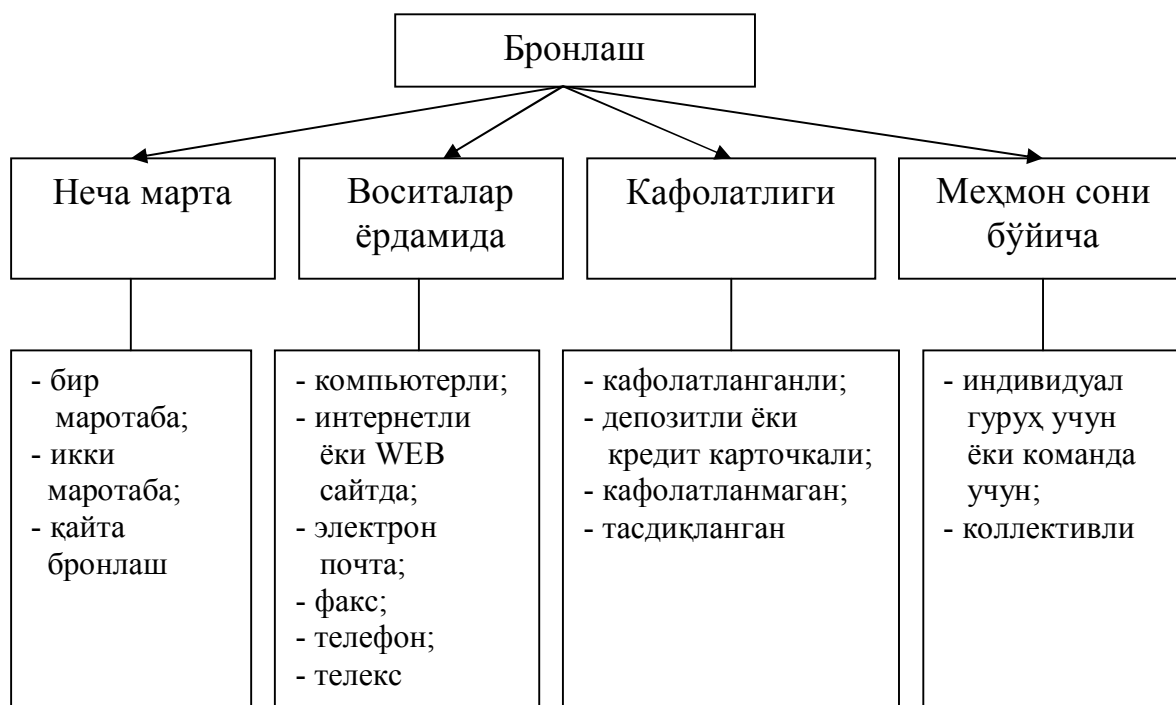 Бронлаш
Неча марта
Воситалар
ёрдамида
Кафолатлиги
Меҳмон сони
бўйича
- бир
маротаба;
- икки
маротаба;
- қайта
бронлаш
- компьютерли;
- интернетли
ёки WEB
сайтда;
- электрон
почта;
- факс;
- телефон;
- телекс
- кафолатланганли;
- депозитли ёки
кредит карточкали;
- кафолатланмаган;
- тасдиқланган
- индивидуал
гуруҳ учун
ёки команда
учун;
- коллективли